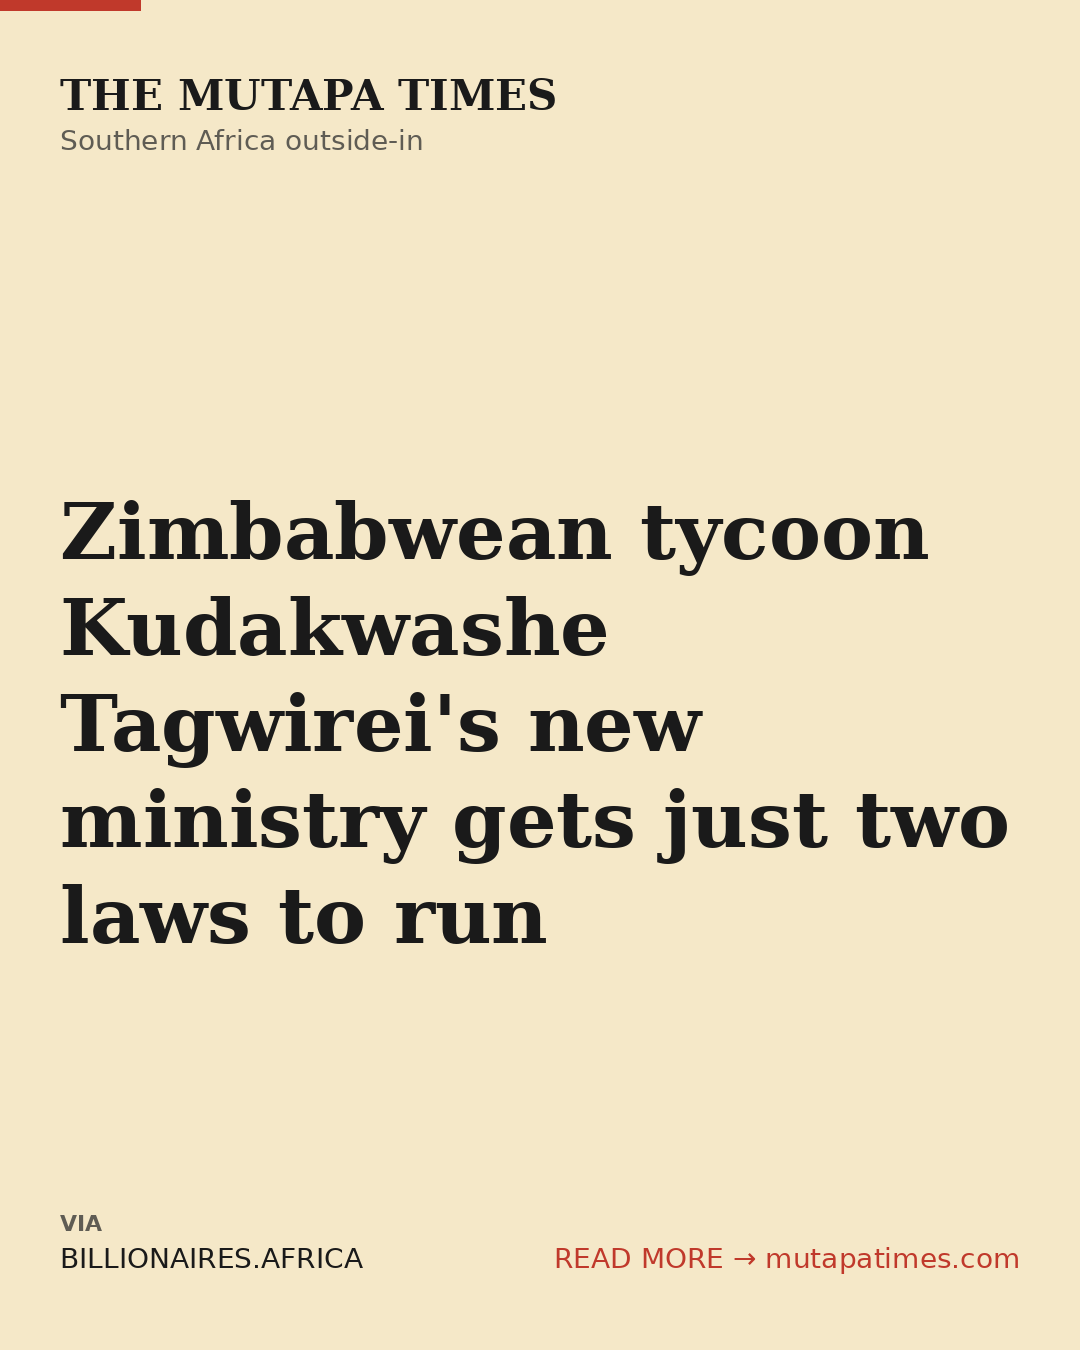 THE MUTAPA TIMES
Southern Africa outside-in
Zimbabwean tycoon
Kudakwashe
Tagwirei's new
ministry gets just two
laws to run
VIA
BILLIONAIRES.AFRICA
READ MORE → mutapatimes.com